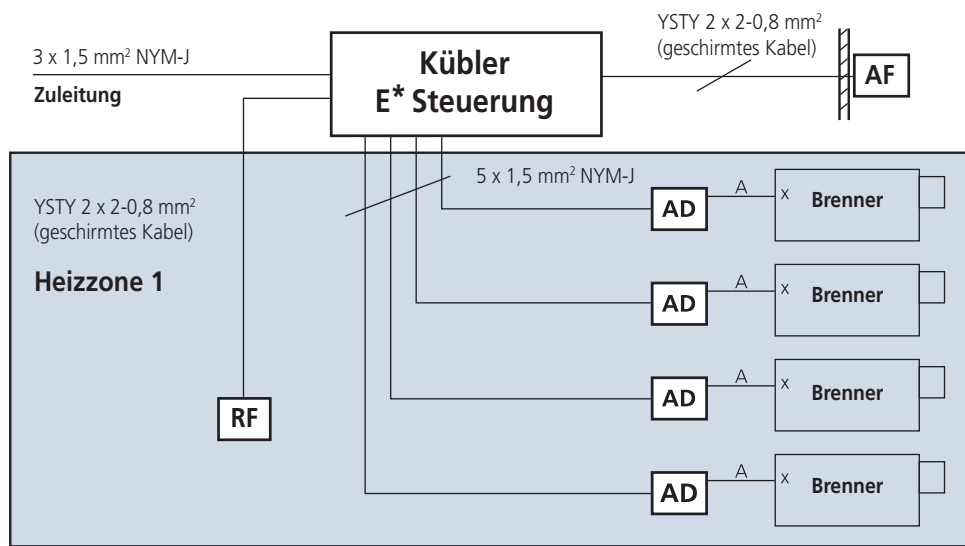 3 x 1,5 mm² NYM-J
Zuleitung
Kübler
E* Steuerung
YSTY 2 x 2-0,8 mm²
(geschirmtes Kabel)
AF
YSTY 2 x 2-0,8 mm²
(geschirmtes Kabel)
Heizzone 1
RF
5 x 1,5 mm² NYM-J
AD
A
x
Brenner
AD
A
x
Brenner
AD
A
x
Brenner
AD
A
x
Brenner